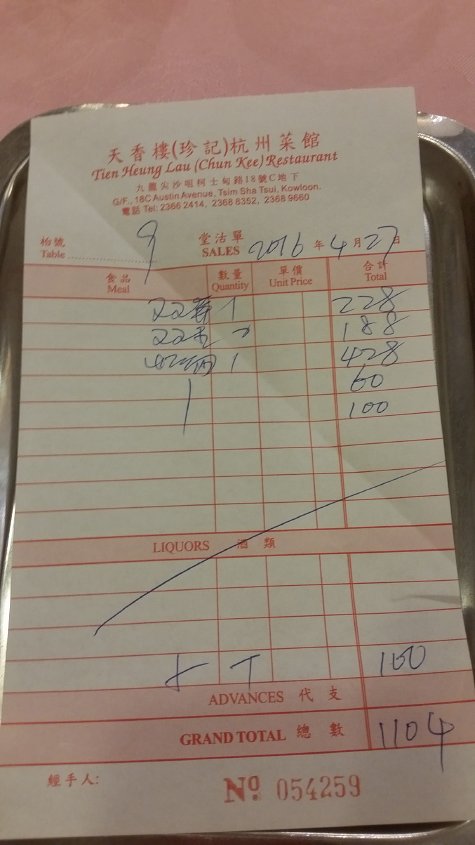 天香樓(珍記)杭州菜館
Tien Heung Lau (Chun Kee) Restaurant
九龍尖沙咀柯士甸路18號C地下
G/F., 18C Austin Avenue, Tsim Sha Tsui, Kowloon.
電話 Tel: 2366 2414, 2368 8352, 2368 9660
枱號 堂沽單
Table 9 SALES 2016 年 4 月 27 日
食品 數量 單價 合計
Meal Quantity Unit Price Total
1 228
188
1 428
60
100
LIQUORS 酒類
100
ADVANCES 代支
GRAND TOTAL 總數 1104
經手人:
Nº 054259